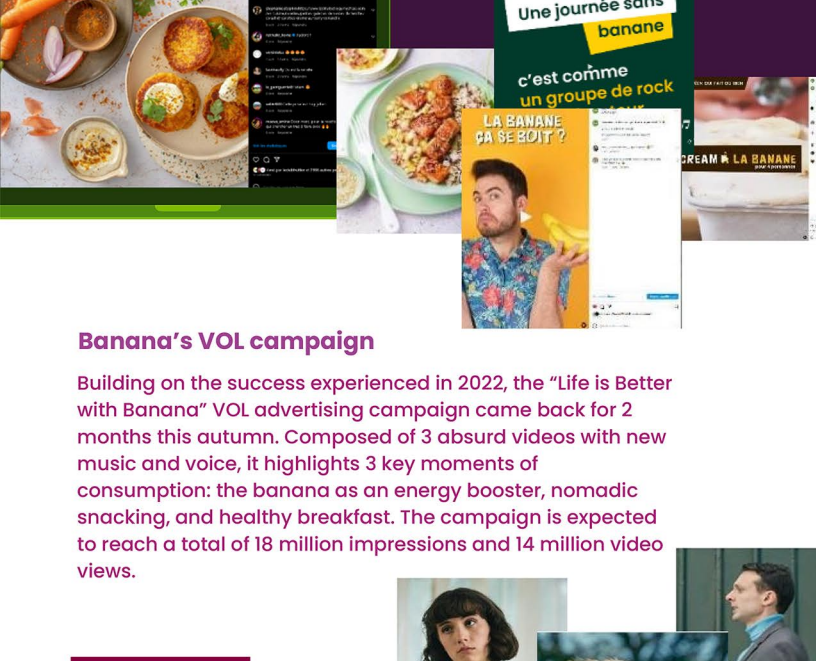 Une journée sans
banane
c'est comme
un groupe de rock
LA BANANE
ÇA SE BOIT ?
CREAM À LA BANANE
Banana’s VOL campaign
Building on the success experienced in 2022, the “Life is Better
with Banana” VOL advertising campaign came back for 2
months this autumn. Composed of 3 absurd videos with new
music and voice, it highlights 3 key moments of
consumption: the banana as an energy booster, nomadic
snacking, and healthy breakfast. The campaign is expected
to reach a total of 18 million impressions and 14 million video
views.